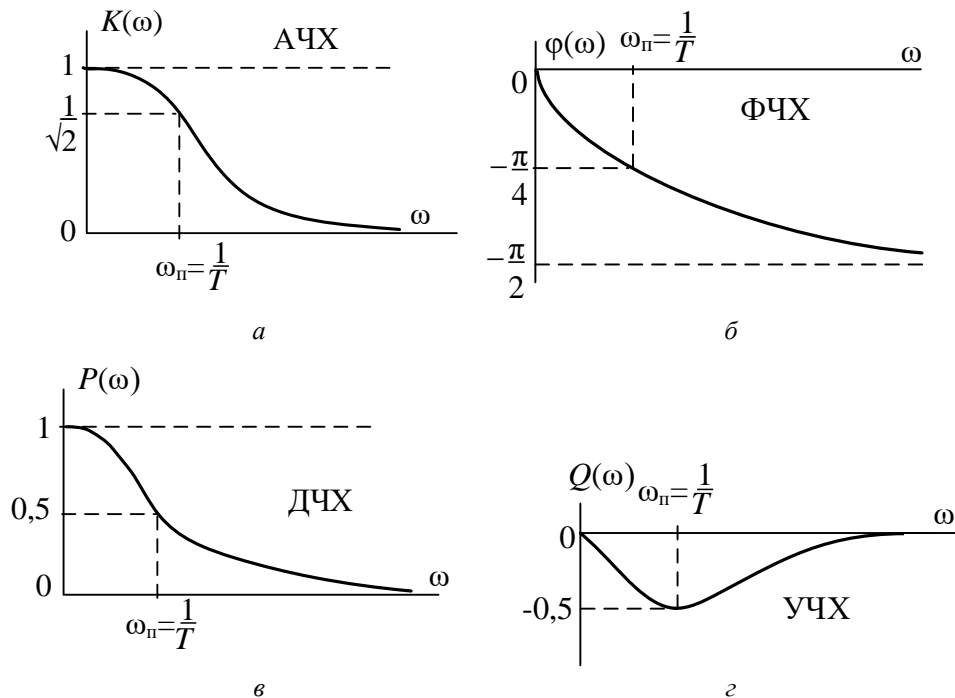 K(ω)
АЧХ
1
1/√2
0
ω
ωп=1/T
а
φ(ω) ωп=1/T
ω
0
ФЧХ
−π/4
−π/2
б
P(ω)
1
0,5
ДЧХ
0
ω
ωп=1/T
в
Q(ω) ωп=1/T
ω
0
-0,5
УЧХ
г